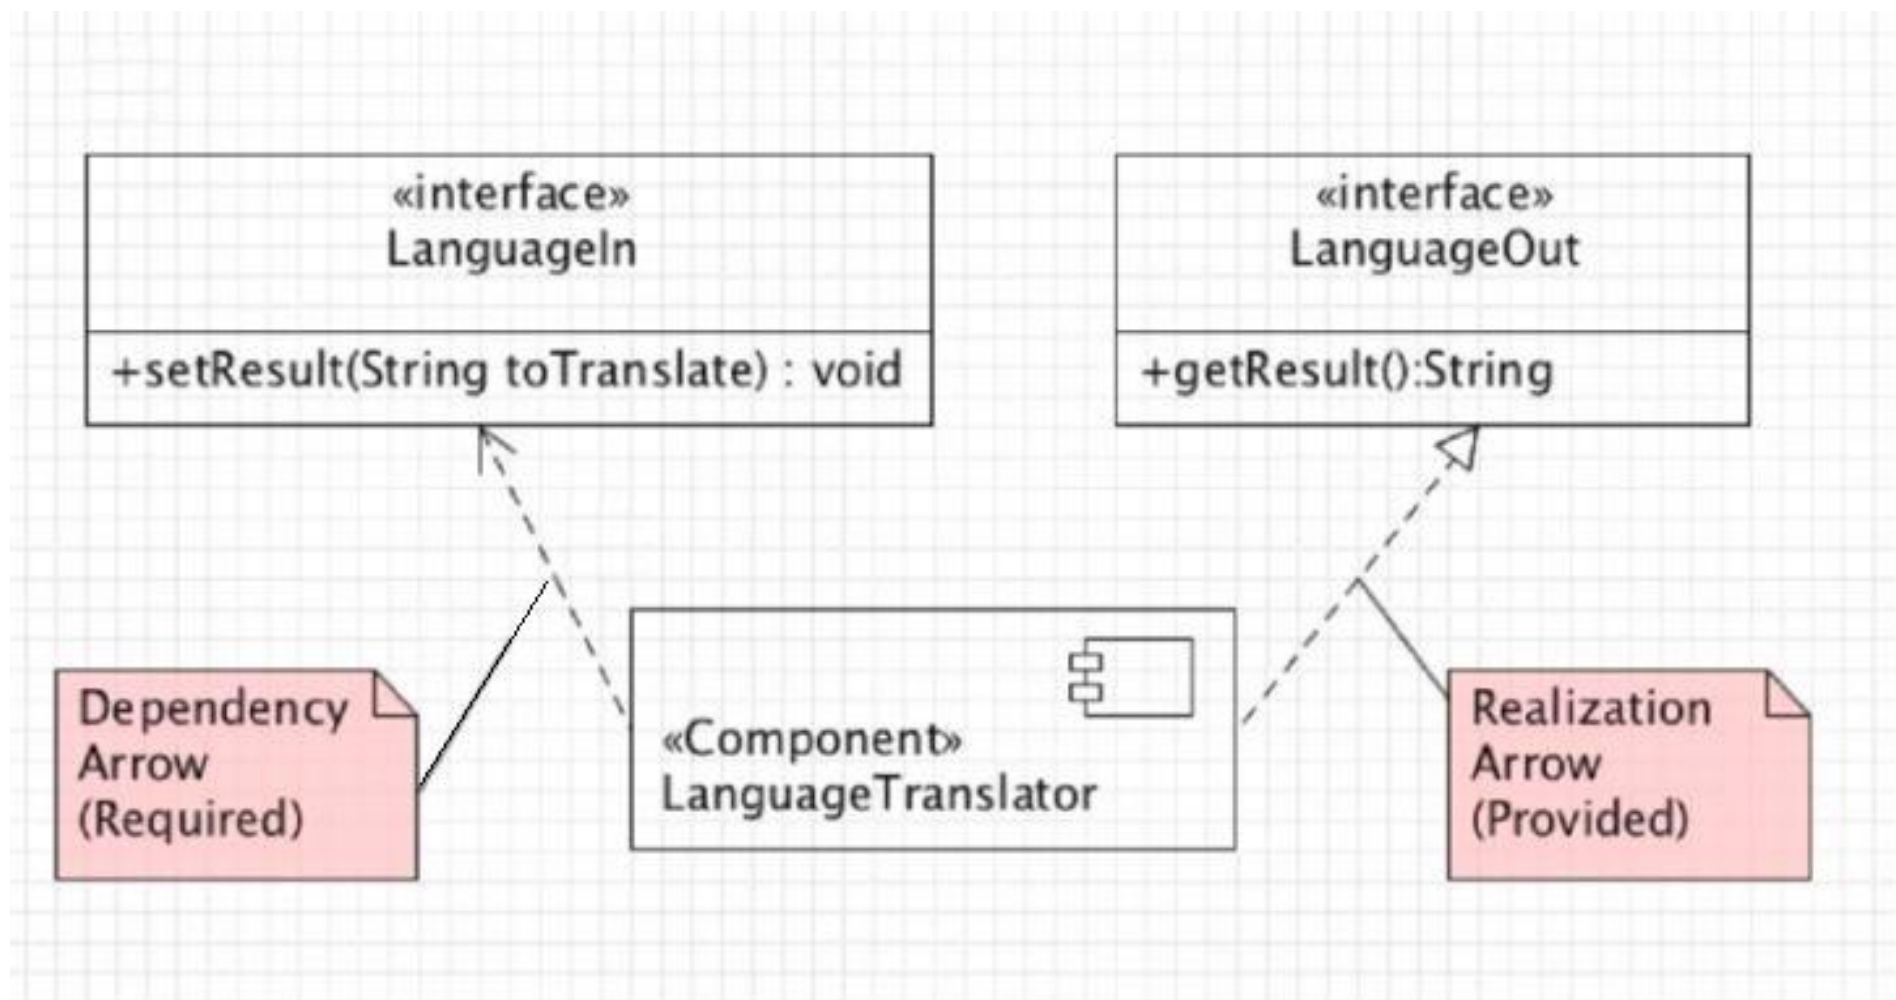 «interface»
LanguageIn
+setResult(String toTranslate) : void
«interface»
LanguageOut
+getResult():String
Dependency
Arrow
(Required)
«Component»
LanguageTranslator
Realization
Arrow
(Provided)